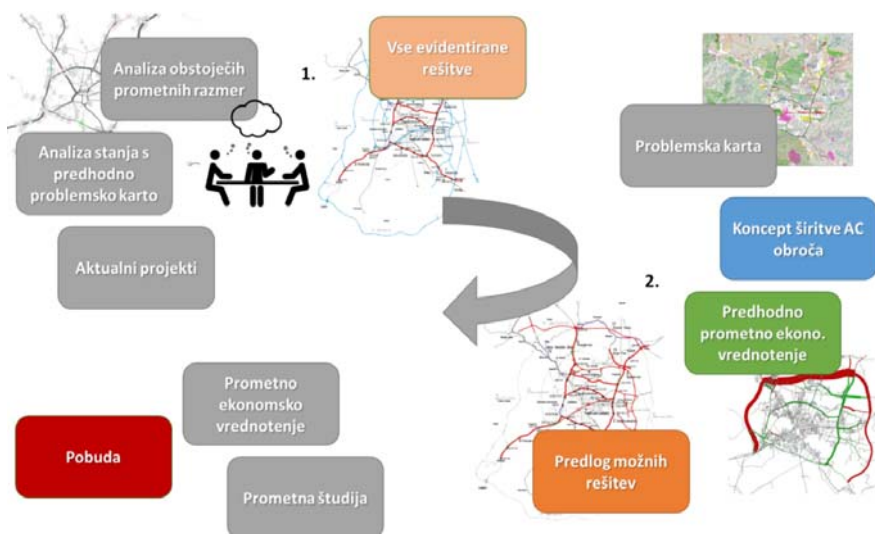 Analiza obstoječih
prometnih razmer
Analiza stanja s
predhodno
problemsko karto
Aktualni projekti
1.
Vse evidentirane
rešitve
Problemska karta
Koncept širitve AC
obroča
2.
Predhodno
prometno ekono.
vrednotenje
Predlog možnih
rešitev
Prometno
ekonomsko
vrednotenje
Pobuda
Prometna študija